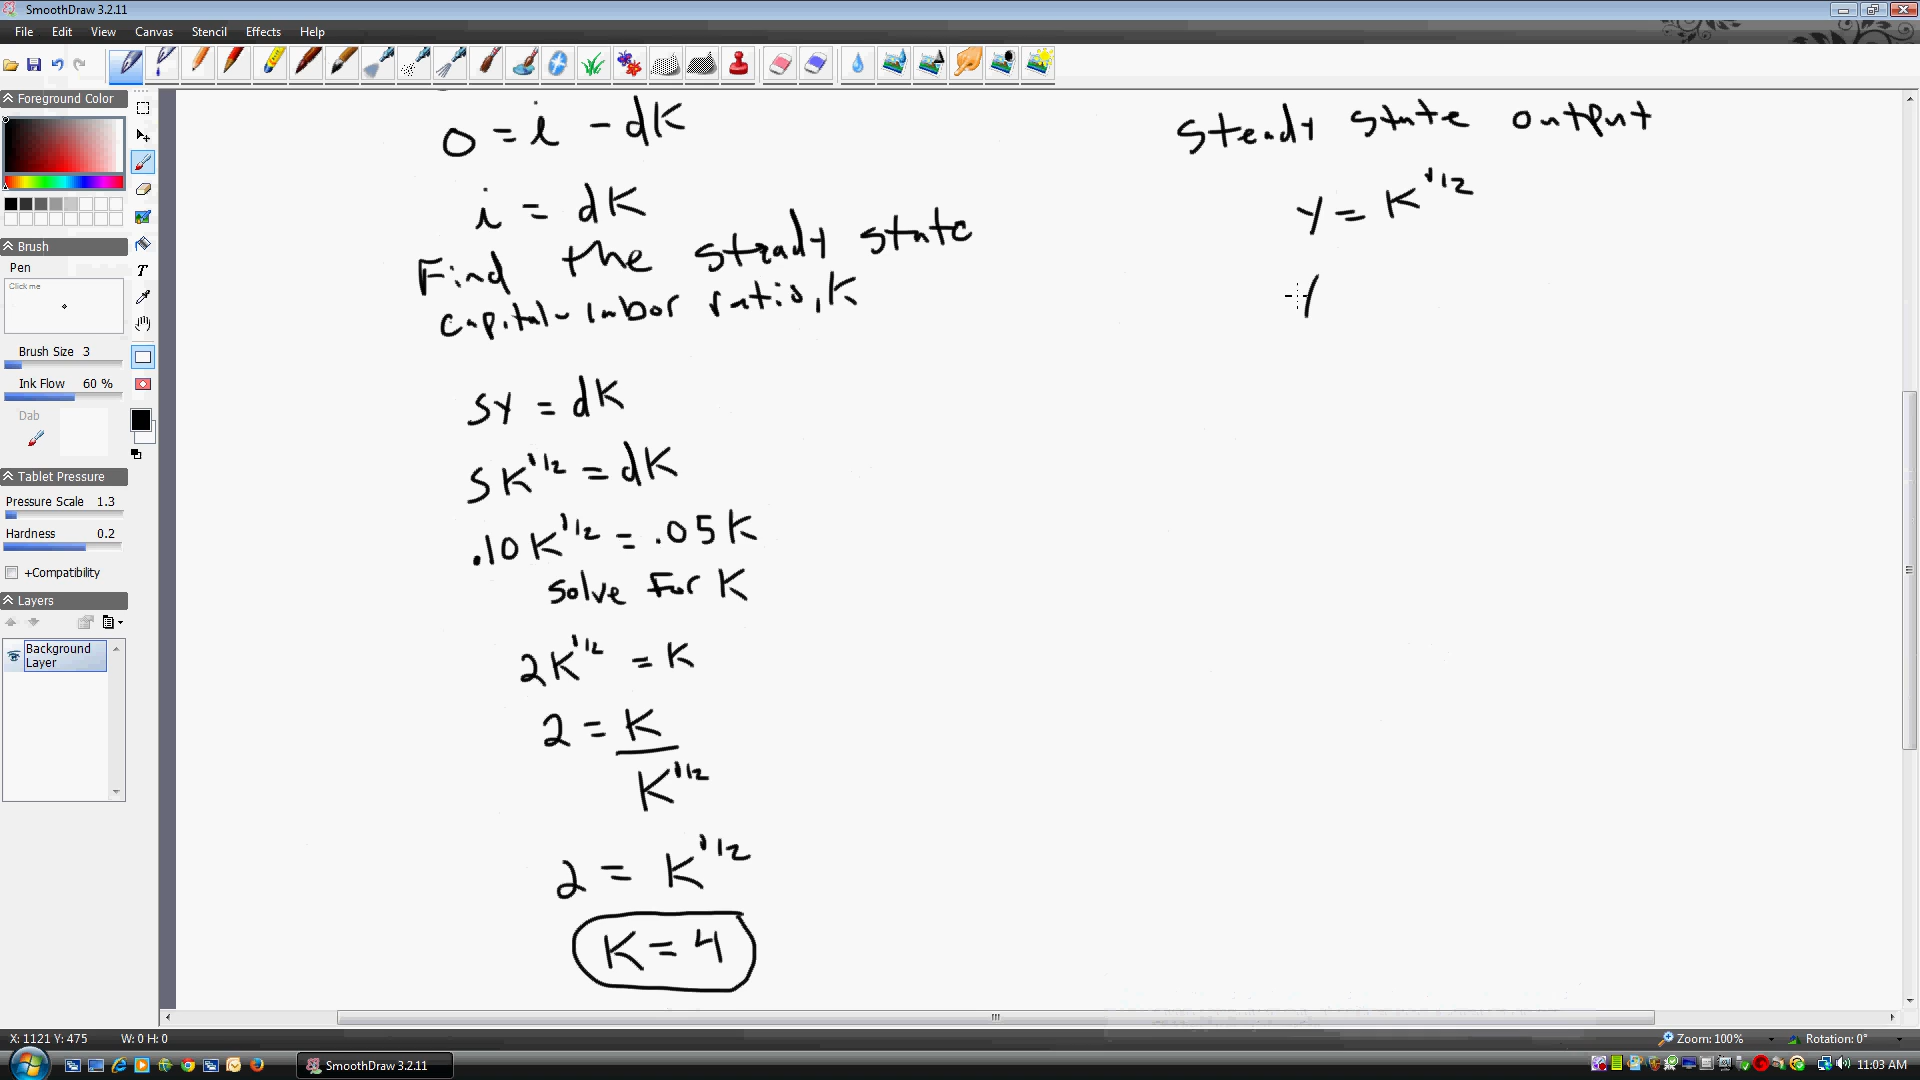 SmoothDraw 3.2.11
File Edit View Canvas Stencil Effects Help
Foreground Color
Brush
Pen
Click me
Brush Size 3
Ink Flow 60 %
Dab
Tablet Pressure
Pressure Scale 1.3
Hardness 0.2
+Compatibility
Layers
Background
Layer
0 = i - dK
i = dK
Find the steady state
capital-labor ratio, K
sy = dK
sK^1/2 = dK
.10K^1/2 = .05K
solve for K
2K^1/2 = K
2 = K
K^1/2
2 = K^1/2
K = 4
Steady state output
y = K^1/2
X: 1121 Y: 475 W: 0 H: 0
Zoom: 100% Rotation: 0°
SmoothDraw 3.2.11
11:03 AM